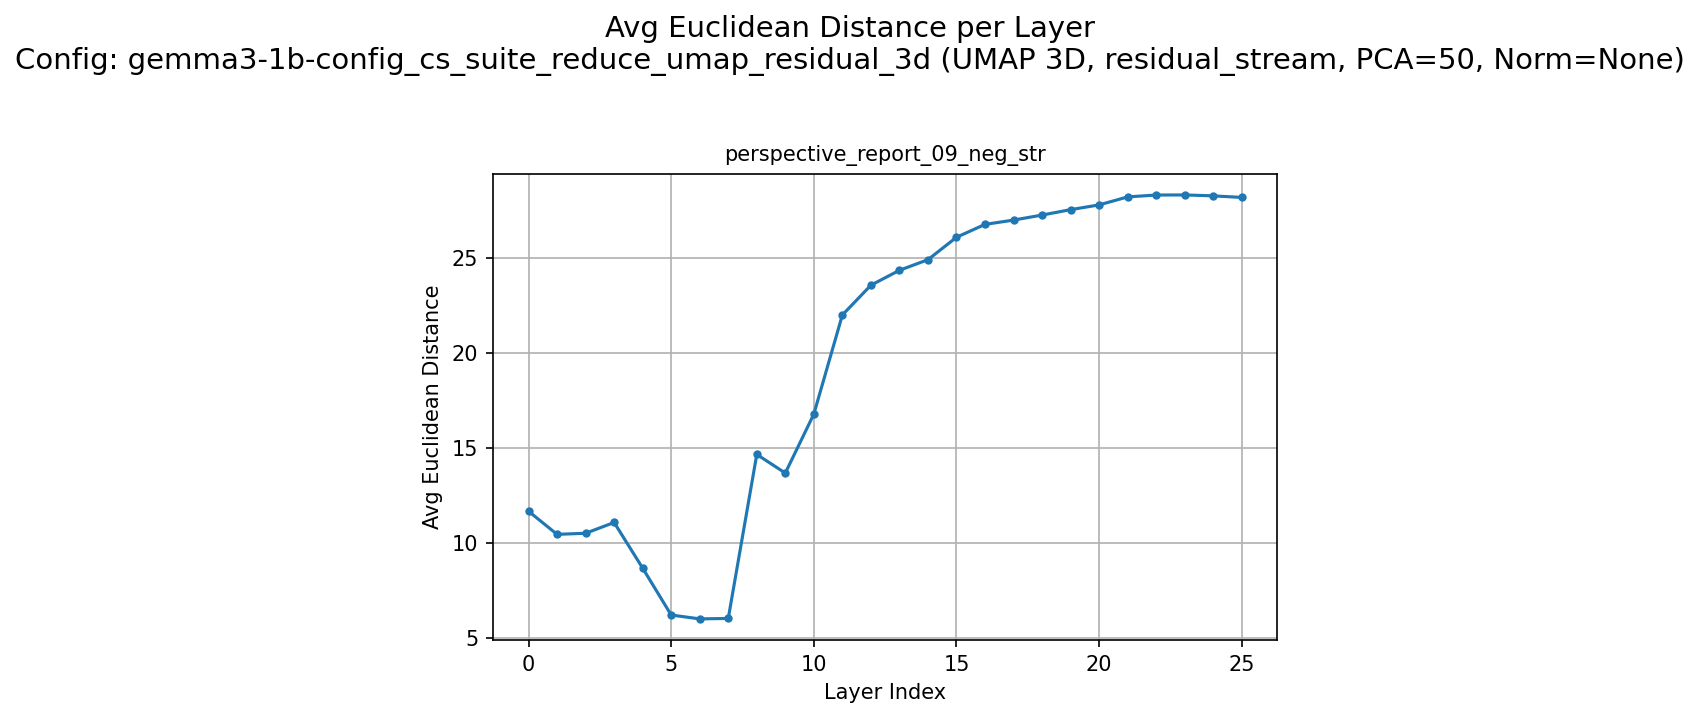 Avg Euclidean Distance per Layer
Config: gemma3-1b-config_cs_suite_reduce_umap_residual_3d (UMAP 3D, residual_stream, PCA=50, Norm=None)
perspective_report_09_neg_str
Avg Euclidean Distance
25
20
15
10
5
0 5 10 15 20 25
Layer Index